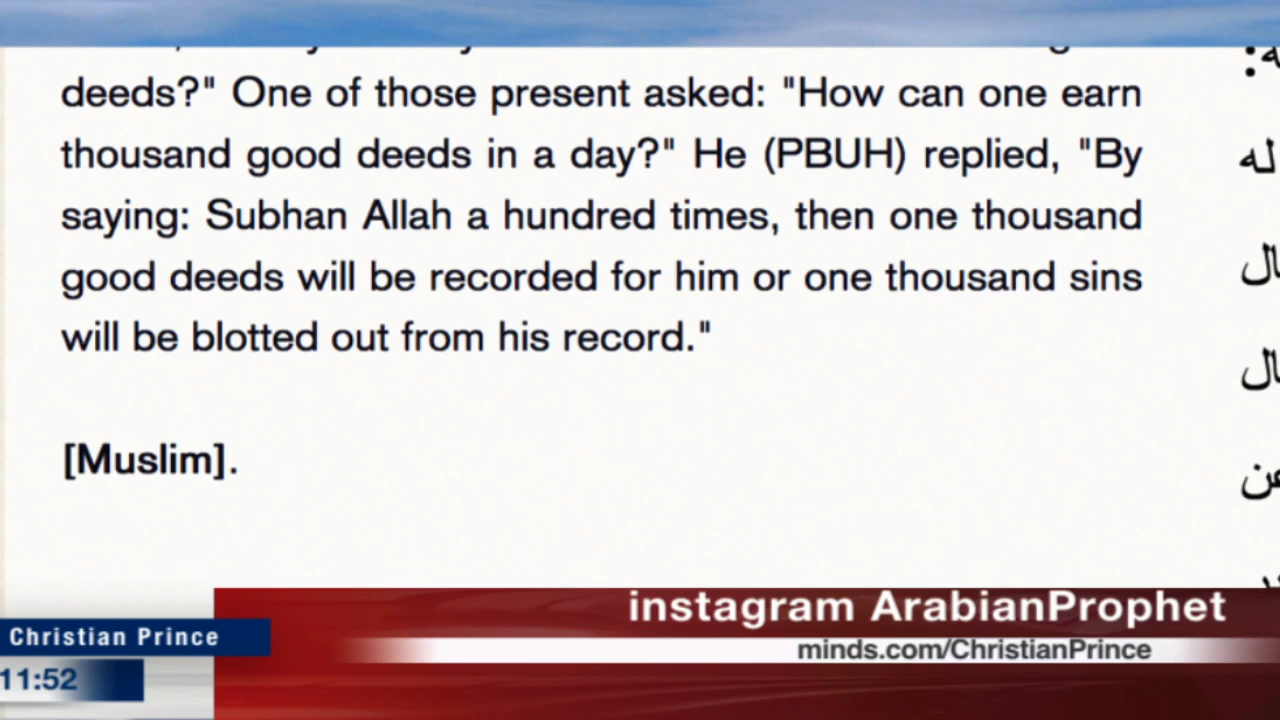 deeds?" One of those present asked: "How can one earn
thousand good deeds in a day?" He (PBUH) replied, "By
saying: Subhan Allah a hundred times, then one thousand
good deeds will be recorded for him or one thousand sins
will be blotted out from his record."
[Muslim].
له
عن
instagram ArabianProphet
minds.com/ChristianPrince
Christian Prince
11:52